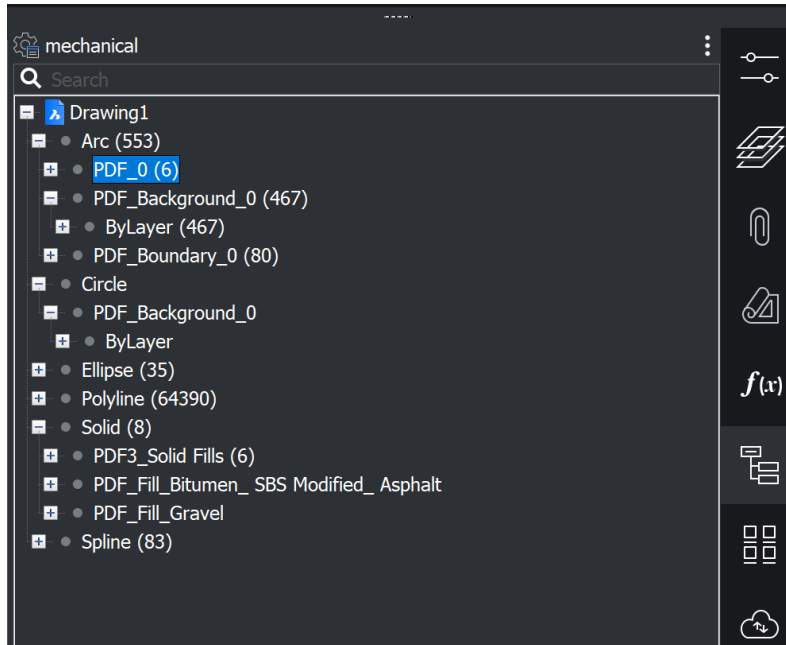 mechanical
Search
Drawing1
Arc (553)
PDF_0 (6)
PDF_Background_0 (467)
ByLayer (467)
PDF_Boundary_0 (80)
Circle
PDF_Background_0
ByLayer
Ellipse (35)
Polyline (64390)
Solid (8)
PDF3_Solid Fills (6)
PDF_Fill_Bitumen_ SBS Modified_ Asphalt
PDF_Fill_Gravel
Spline (83)
f(x)